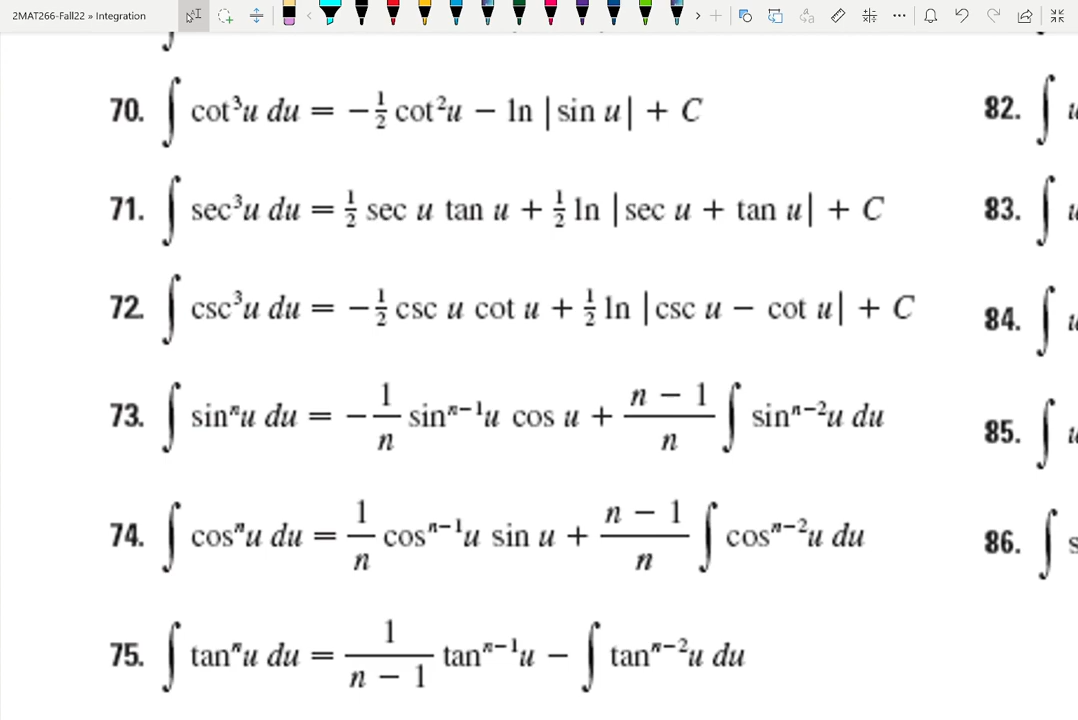 2MAT266-Fall22 » Integration
70. ∫ cot³u du = −½ cot²u − ln |sin u| + C
71. ∫ sec³u du = ½ sec u tan u + ½ ln |sec u + tan u| + C
72. ∫ csc³u du = −½ csc u cot u + ½ ln |csc u − cot u| + C
73. ∫ sinⁿu du = −1/n sinⁿ⁻¹u cos u + (n − 1)/n ∫ sinⁿ⁻²u du
74. ∫ cosⁿu du = 1/n cosⁿ⁻¹u sin u + (n − 1)/n ∫ cosⁿ⁻²u du
75. ∫ tanⁿu du = 1/(n − 1) tanⁿ⁻¹u − ∫ tanⁿ⁻²u du
82. ∫
83. ∫
84. ∫
85. ∫
86. ∫